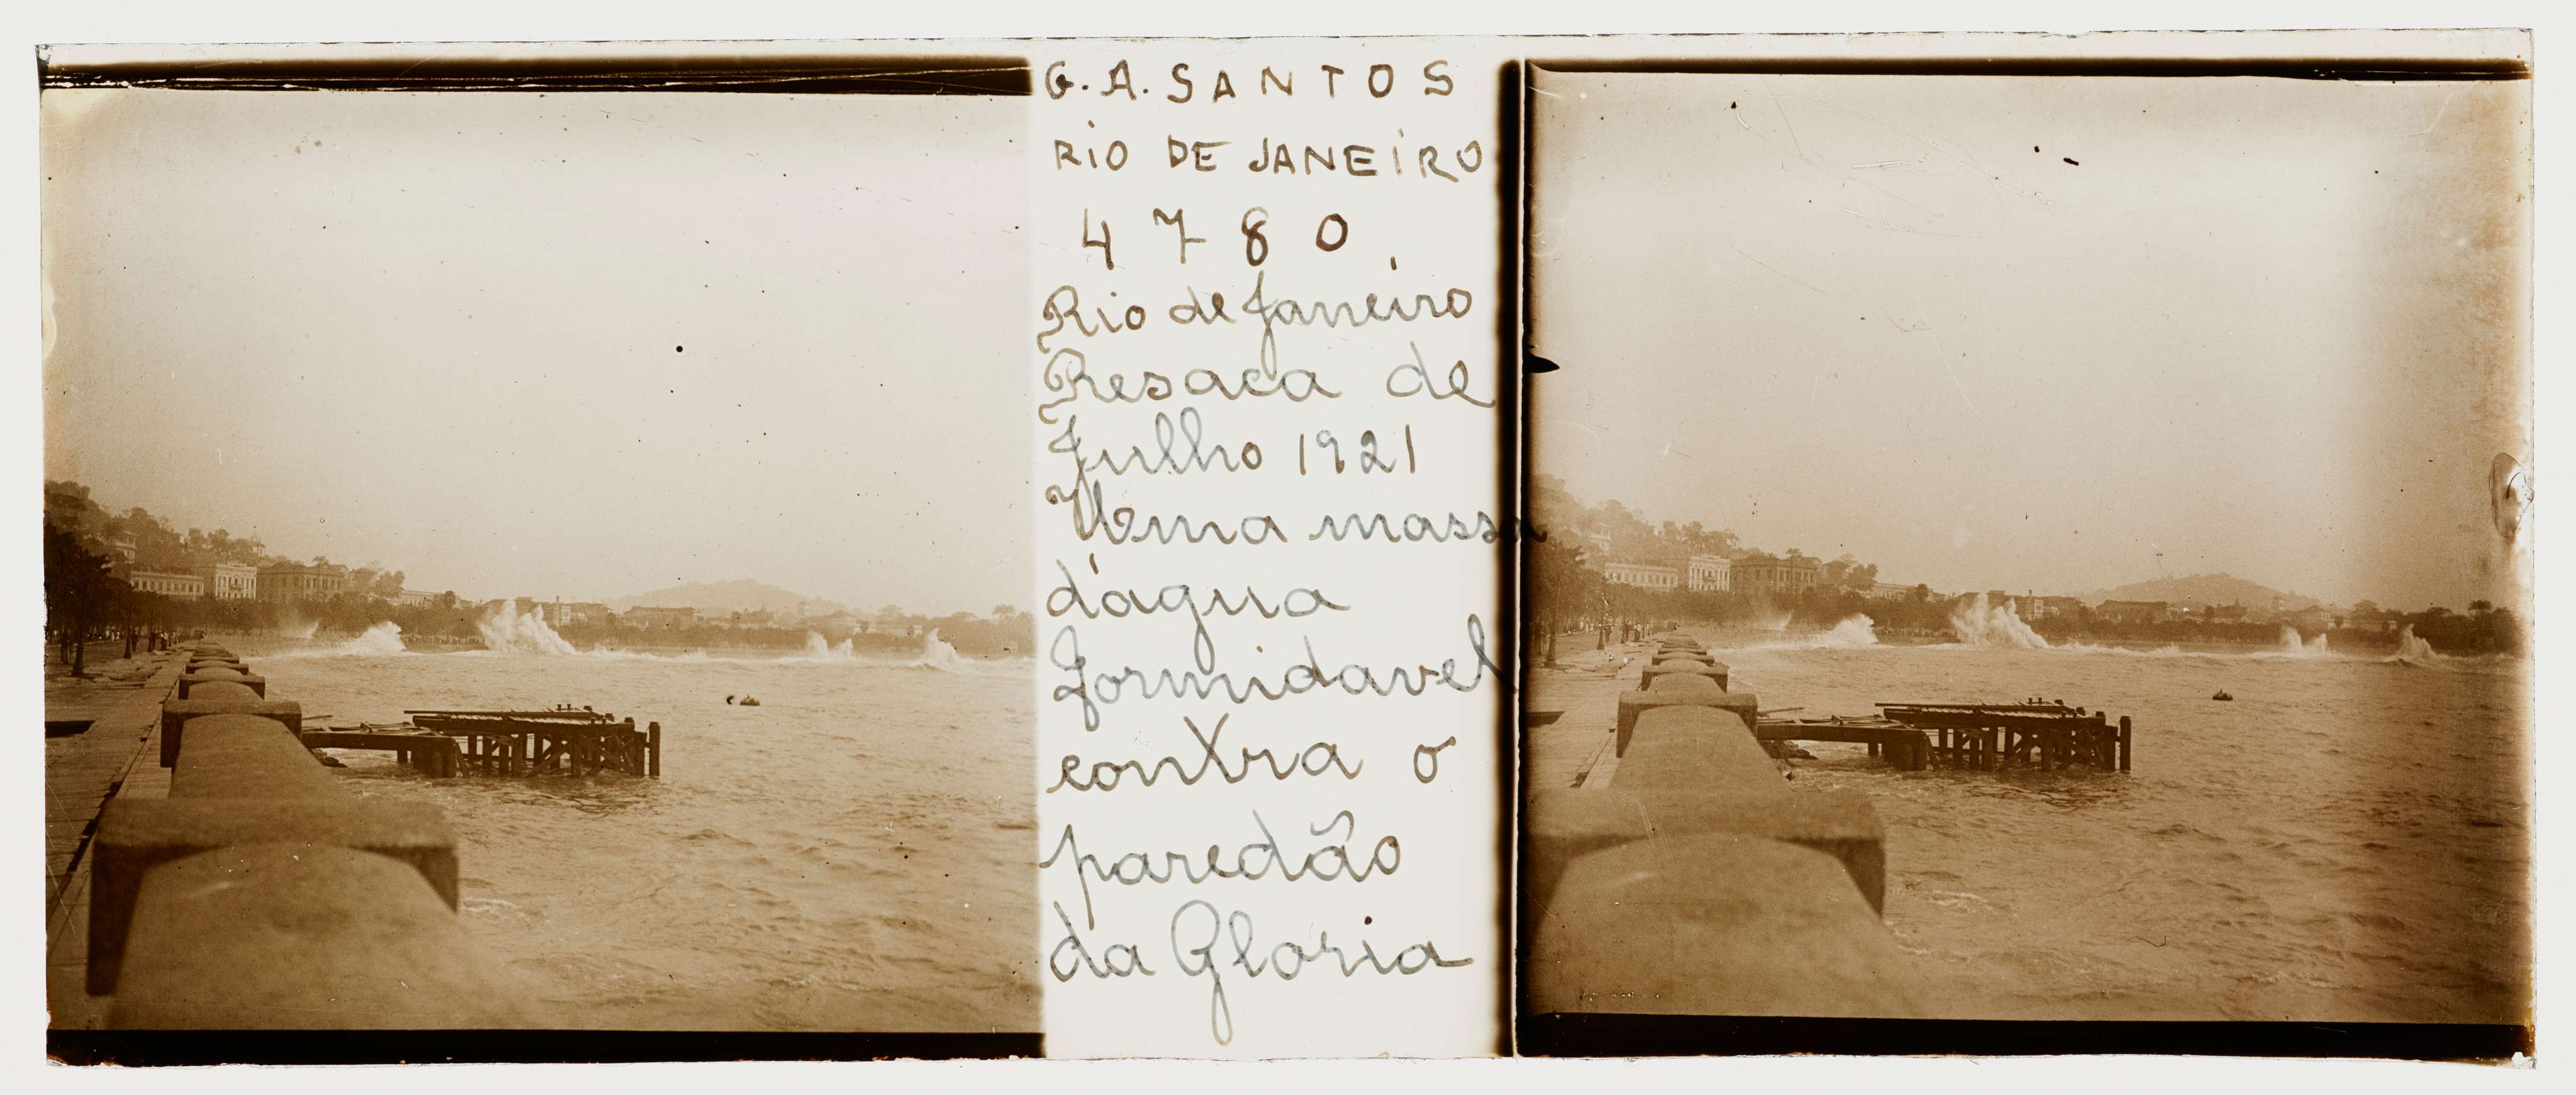 G. A. SANTOS
RIO DE JANEIRO
4780
Rio de Janeiro
Resaca de
Julho 1921
Uma massa
d'agua
formidavel
contra o
paredão
da Gloria